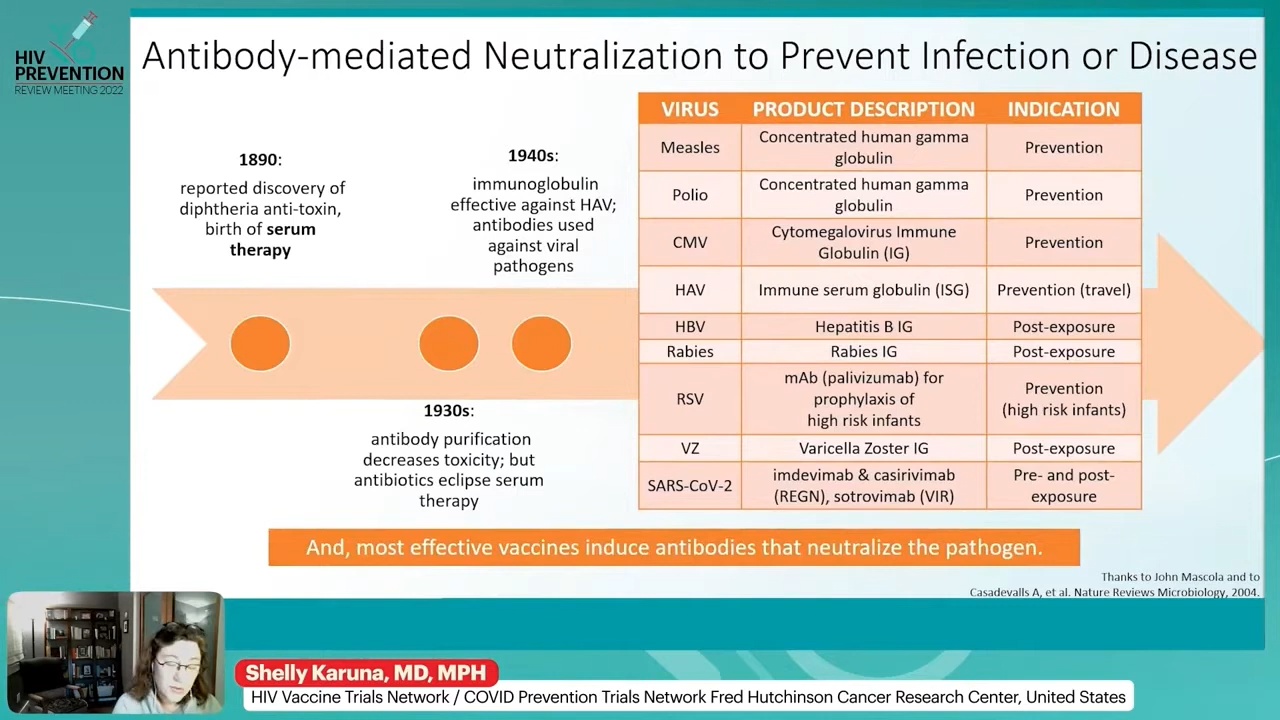 HIV
PREVENTION
REVIEW MEETING 2022
Antibody-mediated Neutralization to Prevent Infection or Disease
1890:
reported discovery of
diphtheria anti-toxin,
birth of serum
therapy
1940s:
immunoglobulin
effective against HAV;
antibodies used
against viral
pathogens
1930s:
antibody purification
decreases toxicity; but
antibiotics eclipse serum
therapy
VIRUS PRODUCT DESCRIPTION INDICATION
Measles Concentrated human gamma globulin Prevention
Polio Concentrated human gamma globulin Prevention
CMV Cytomegalovirus Immune Globulin (IG) Prevention
HAV Immune serum globulin (ISG) Prevention (travel)
HBV Hepatitis B IG Post-exposure
Rabies Rabies IG Post-exposure
RSV mAb (palivizumab) for prophylaxis of high risk infants Prevention (high risk infants)
VZ Varicella Zoster IG Post-exposure
SARS-CoV-2 imdevimab & casirivimab (REGN), sotrovimab (VIR) Pre- and post-exposure
And, most effective vaccines induce antibodies that neutralize the pathogen.
Thanks to John Mascola and to
Casadevalls A, et al. Nature Reviews Microbiology, 2004.
Shelly Karuna, MD, MPH
HIV Vaccine Trials Network / COVID Prevention Trials Network Fred Hutchinson Cancer Research Center, United States